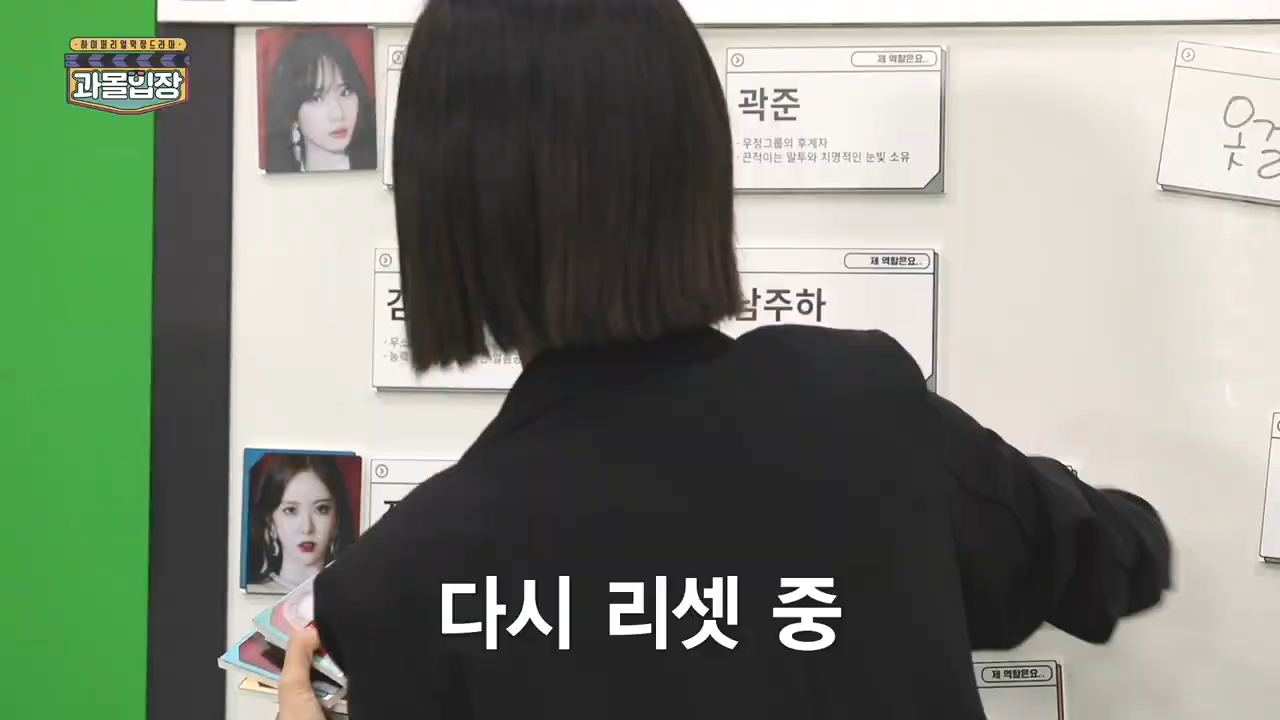 하이퍼리얼막장드라마
과몰입장
제 역할은요..
곽준
· 우정그룹의 후계자
· 끈적이는 말투와 치명적인 눈빛 소유
제 역할은요..
남주하
다시 리셋 중
제 역할은요..